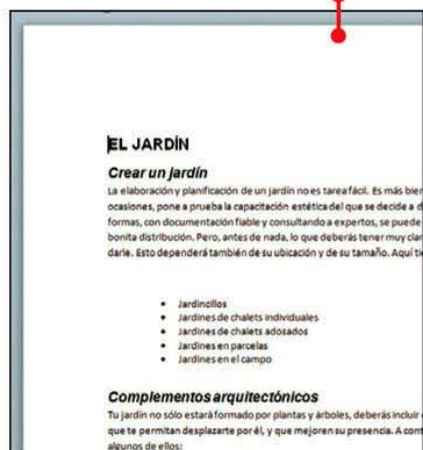 EL JARDÍN
Crear un jardín
La elaboración y planificación de un jardín no es tarea fácil. Es más bien
ocasiones, pone a prueba la capacitación estética del que se decide a
formas, con documentación fiable y consultando a expertos, se puede
bonita distribución. Pero, antes de nada, lo que deberás tener muy
darle. Esto dependerá también de su ubicación y de su tamaño. Aquí
• Jardincillos
• Jardines de chalets individuales
• Jardines de chalets adosados
• Jardines en parcelas
• Jardines en el campo
Complementos arquitectónicos
Tu jardín no sólo estará formado por plantas y árboles, deberás incluir
que te permitan desplazarte por él, y que mejoren su presencia. A
algunos de ellos: